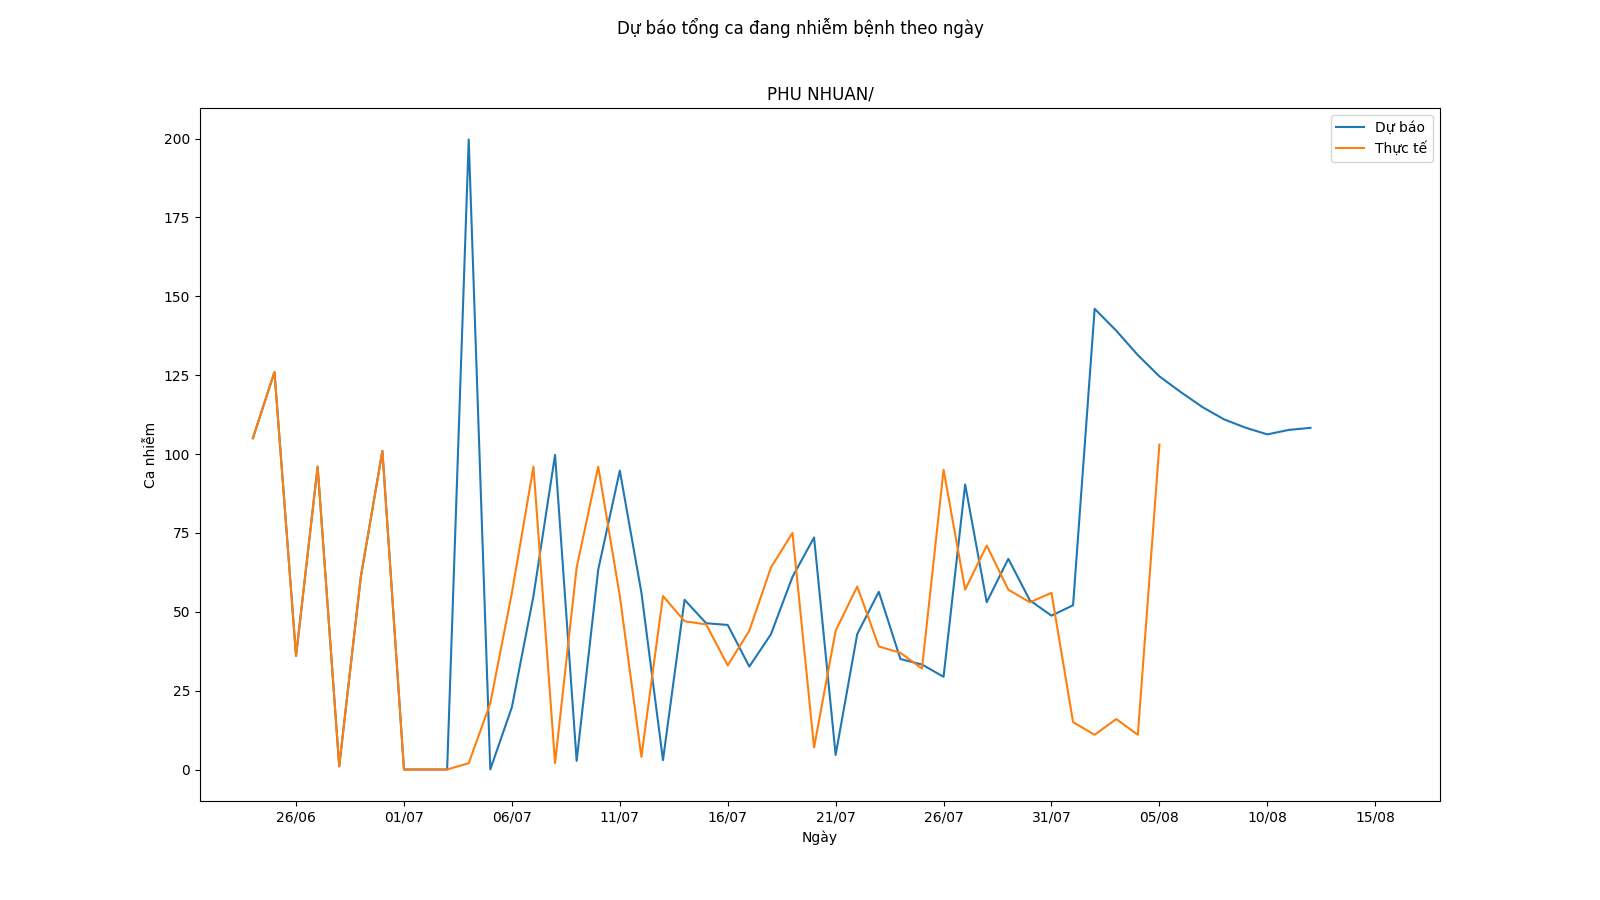 Dự báo tổng ca đang nhiễm bệnh theo ngày
PHU NHUAN/
Dự báo
Thực tế
200
175
150
125
100
75
50
25
0
Ca nhiễm
26/06 01/07 06/07 11/07 16/07 21/07 26/07 31/07 05/08 10/08 15/08
Ngày